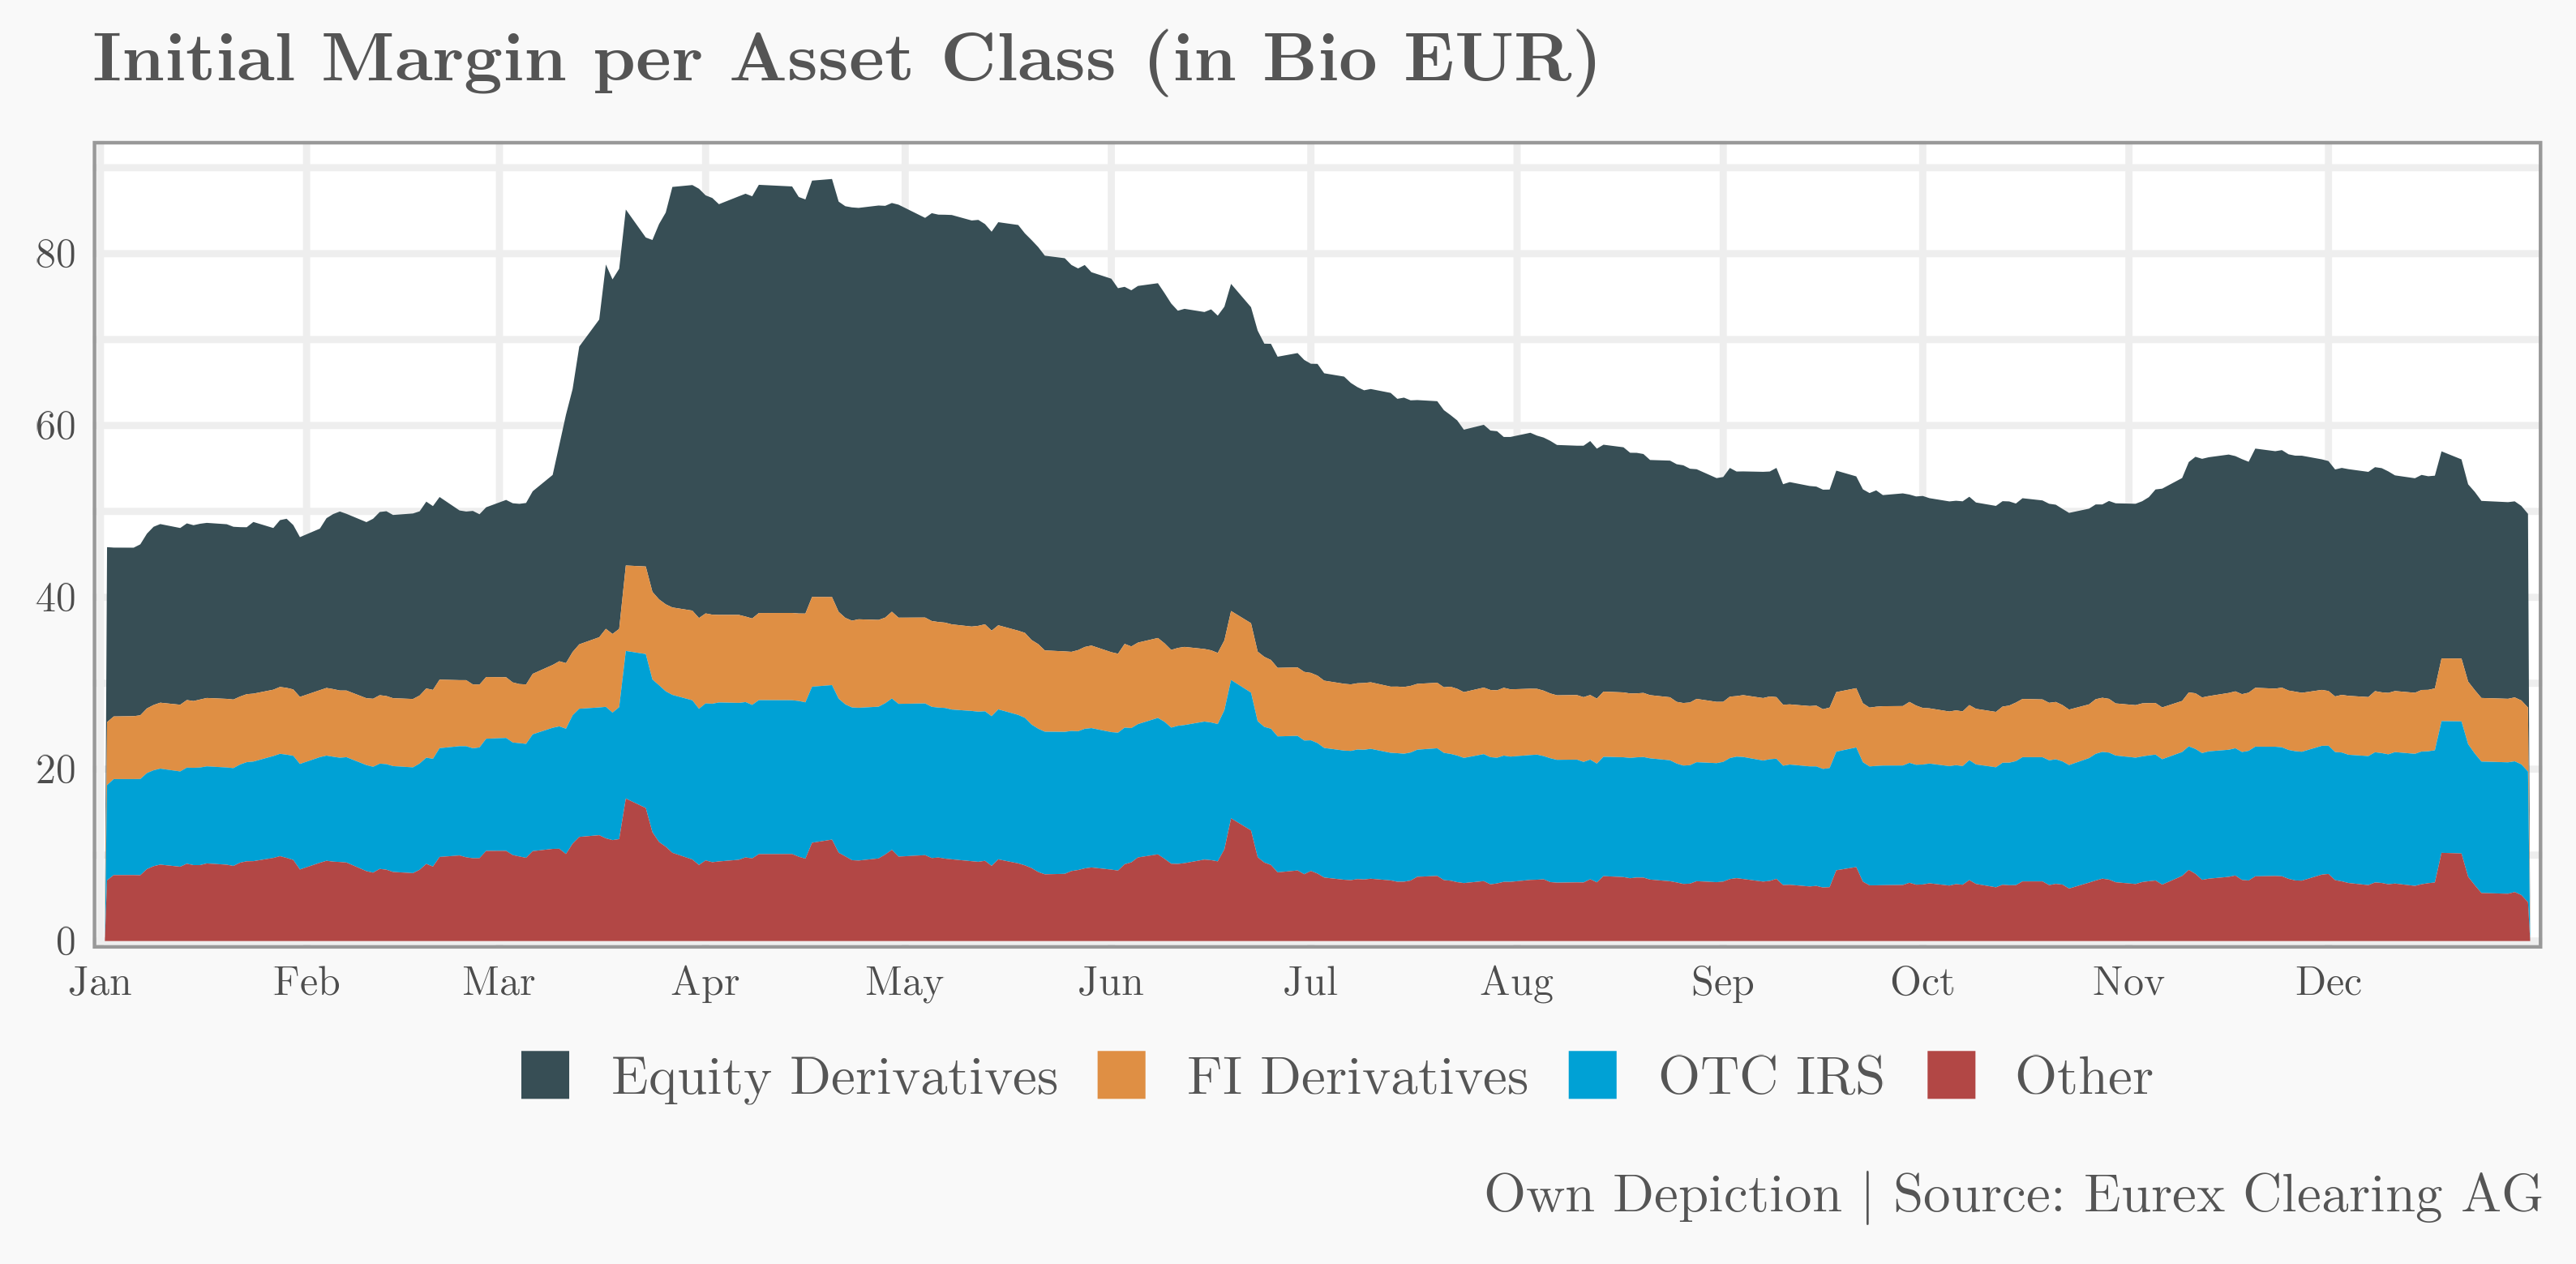 Initial Margin per Asset Class (in Bio EUR)
80
60
40
20
0
Jan Feb Mar Apr May Jun Jul Aug Sep Oct Nov Dec
Equity Derivatives FI Derivatives OTC IRS Other
Own Depiction | Source: Eurex Clearing AG